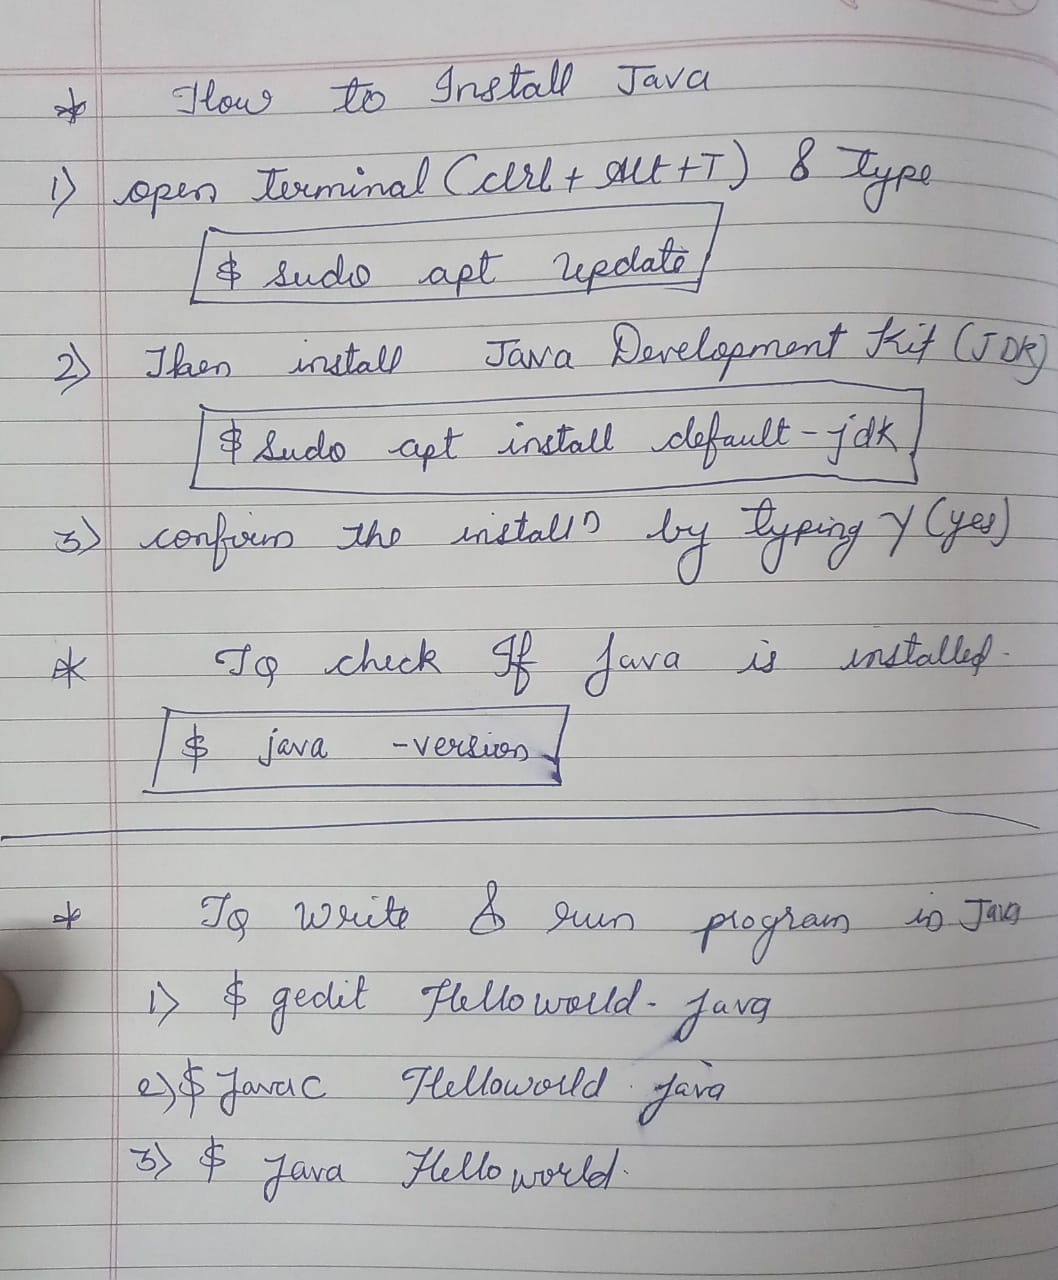 * How to Install Java
1) open Terminal (ctrl + Alt + T) & Type
$ sudo apt update
2) Then install Java Development Kit (JDK)
$ sudo apt install default-jdk
3) confirm the install^n by typing Y (yes)
* To check If Java is installed.
$ java -version
* To write & run program in Java
1) $ gedit Helloworld.java
2) $ Javac Helloworld.java
3) $ Java Helloworld.